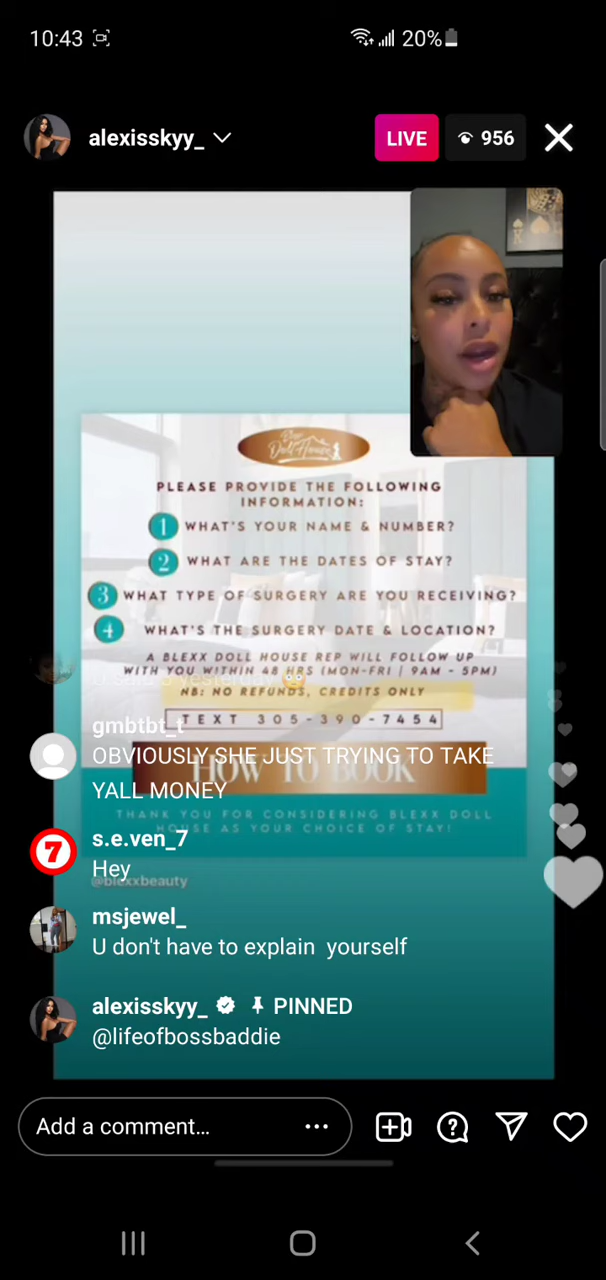 10:43
20%
alexisskyy_
LIVE
956
Doll House
PLEASE PROVIDE THE FOLLOWING
INFORMATION:
1 WHAT'S YOUR NAME & NUMBER?
2 WHAT ARE THE DATES OF STAY?
3 WHAT TYPE OF SURGERY ARE YOU RECEIVING?
4 WHAT'S THE SURGERY DATE & LOCATION?
A BLEXX DOLL HOUSE REP WILL FOLLOW UP
WITH YOU WITHIN 48 HRS (MON-FRI | 9AM - 5PM)
yesterday 😳
NB: NO REFUNDS, CREDITS ONLY
TEXT 305-390-7454
gmbtbt_t
OBVIOUSLY SHE JUST TRYING TO TAKE
YALL MONEY
HOW TO BOOK
THANK YOU FOR CONSIDERING BLEXX DOLL
HOUSE AS YOUR CHOICE OF STAY!
7
s.e.ven_7
Hey
@blexxbeauty
msjewel_
U don't have to explain yourself
alexisskyy_ PINNED
@lifeofbossbaddie
Add a comment...